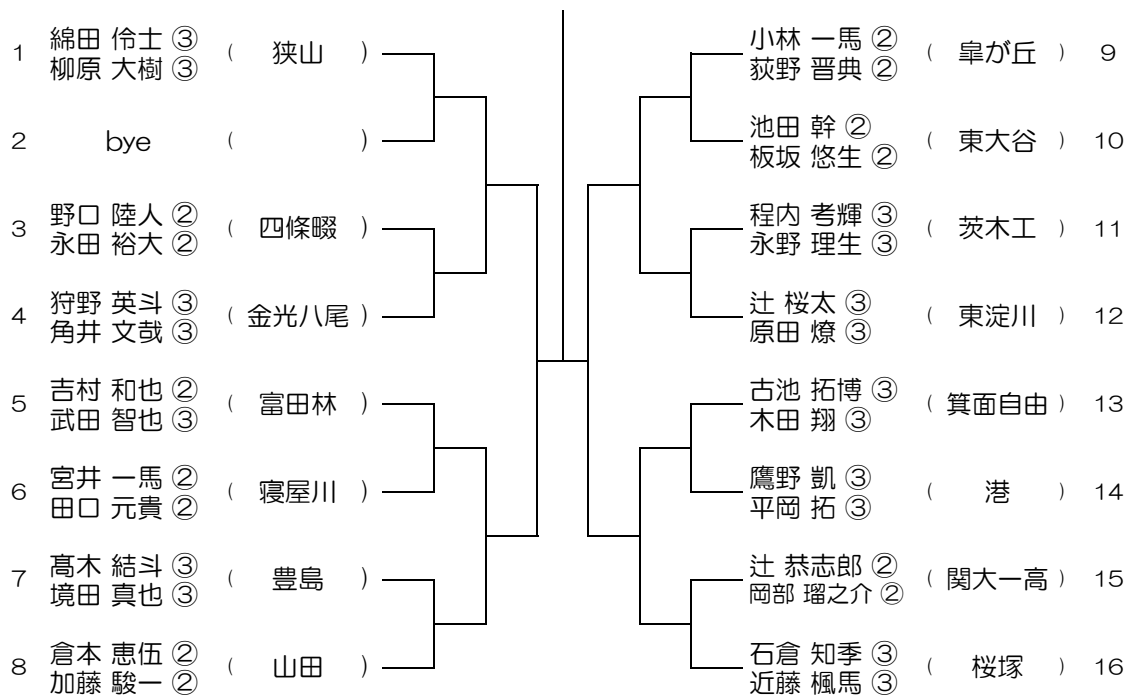 1 綿田 伶士 ③ ( 狭山 )
柳原 大樹 ③
2 bye ( )
3 野口 陸人 ② ( 四條畷 )
永田 裕大 ②
4 狩野 英斗 ③ ( 金光八尾 )
角井 文哉 ③
5 吉村 和也 ② ( 富田林 )
武田 智也 ③
6 宮井 一馬 ② ( 寝屋川 )
田口 元貴 ②
7 髙木 結斗 ③ ( 豊島 )
境田 真也 ③
8 倉本 恵伍 ② ( 山田 )
加藤 駿一 ②
小林 一馬 ② ( 皐が丘 ) 9
荻野 晋典 ②
池田 幹 ② ( 東大谷 ) 10
板坂 悠生 ②
程内 考輝 ③ ( 茨木工 ) 11
永野 理生 ③
辻 桜太 ③ ( 東淀川 ) 12
原田 燎 ③
古池 拓博 ③ ( 箕面自由 ) 13
木田 翔 ③
鷹野 凱 ③ ( 港 ) 14
平岡 拓 ③
辻 恭志郎 ② ( 関大一高 ) 15
岡部 瑠之介 ②
石倉 知季 ③ ( 桜塚 ) 16
近藤 楓馬 ③